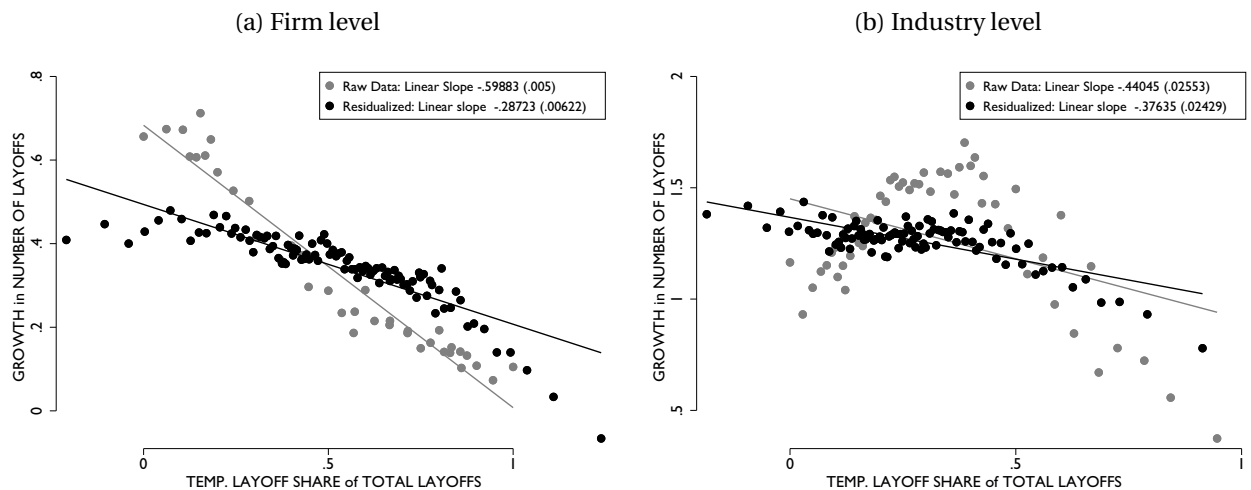 (a) Firm level
GROWTH in NUMBER OF LAYOFFS
.8
.6
.4
.2
0
Raw Data: Linear Slope -.59883 (.005)
Residualized: Linear slope -.28723 (.00622)
0 .5 1
TEMP. LAYOFF SHARE of TOTAL LAYOFFS
(b) Industry level
GROWTH in NUMBER OF LAYOFFS
2
1.5
1
.5
Raw Data: Linear Slope -.44045 (.02553)
Residualized: Linear slope -.37635 (.02429)
0 .5 1
TEMP. LAYOFF SHARE of TOTAL LAYOFFS